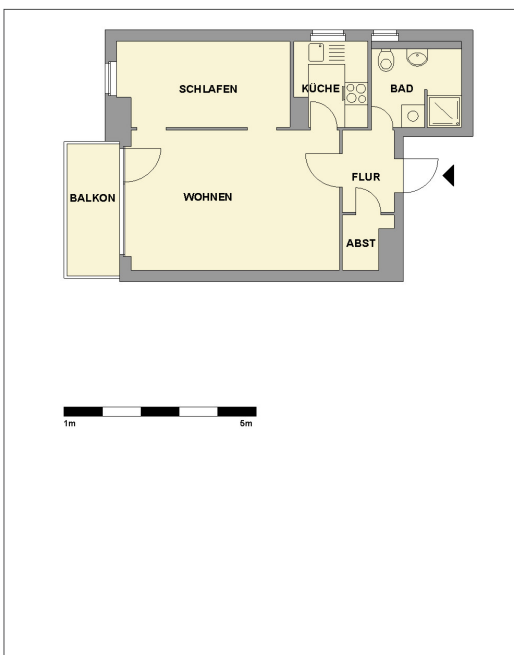 SCHLAFEN
KÜCHE
BAD
BALKON
WOHNEN
FLUR
ABST
1m
5m